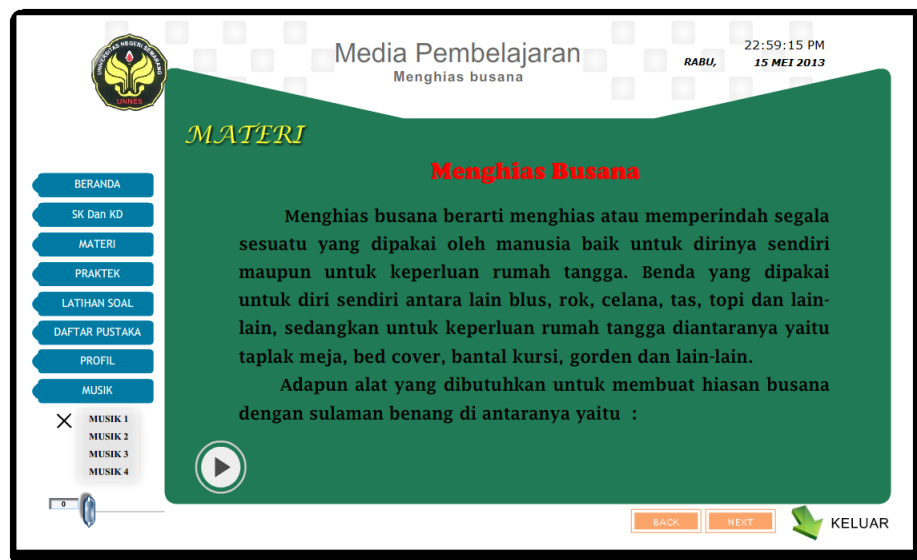 UNIVERSITAS NEGERI SEMARANG
UNNES
Media Pembelajaran
Menghias busana
22:59:15 PM
RABU, 15 MEI 2013
MATERI
Menghias Busana
BERANDA
SK Dan KD
MATERI
PRAKTEK
LATIHAN SOAL
DAFTAR PUSTAKA
PROFIL
MUSIK
MUSIK 1
MUSIK 2
MUSIK 3
MUSIK 4
0
Menghias busana berarti menghias atau memperindah segala
sesuatu yang dipakai oleh manusia baik untuk dirinya sendiri
maupun untuk keperluan rumah tangga. Benda yang dipakai
untuk diri sendiri antara lain blus, rok, celana, tas, topi dan lain-
lain, sedangkan untuk keperluan rumah tangga diantaranya yaitu
taplak meja, bed cover, bantal kursi, gorden dan lain-lain.
Adapun alat yang dibutuhkan untuk membuat hiasan busana
dengan sulaman benang di antaranya yaitu :
BACK
NEXT
KELUAR